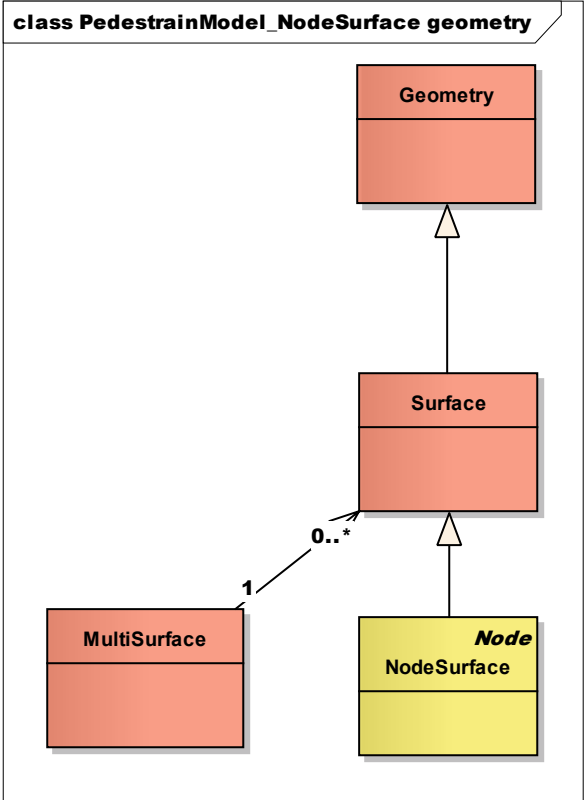 class PedestrainModel_NodeSurface geometry
Geometry
Surface
0..*
1
MultiSurface
Node
NodeSurface